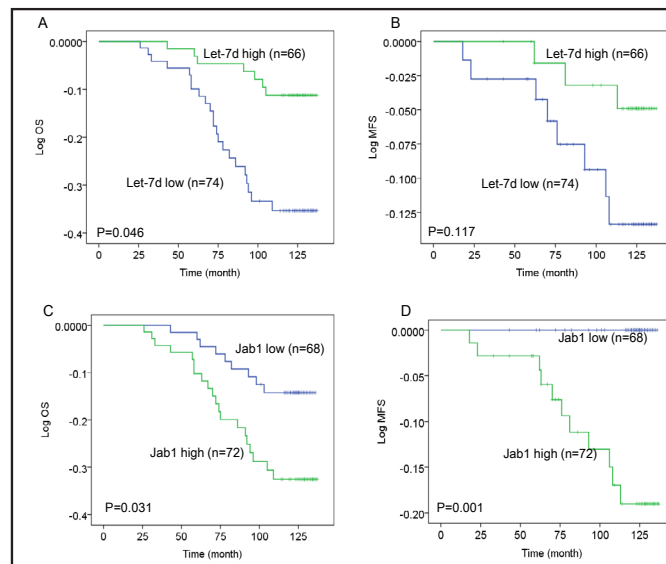 A
0.0000
-0.1
-0.2
-0.3
-0.4
Log OS
Let-7d high (n=66)
Let-7d low (n=74)
P=0.046
0 25 50 75 100 125
Time (month)
B
0.000
-0.025
-0.050
-0.075
-0.100
-0.125
Log MFS
Let-7d high (n=66)
Let-7d low (n=74)
P=0.117
0 25 50 75 100 125
Time (month)
C
0.0000
-0.1
-0.2
-0.3
-0.4
Log OS
Jab1 low (n=68)
Jab1 high (n=72)
P=0.031
0 25 50 75 100 125
Time (month)
D
0.0000
-0.05
-0.10
-0.15
-0.20
Log MFS
Jab1 low (n=68)
Jab1 high (n=72)
P=0.001
0 25 50 75 100 125
Time (month)